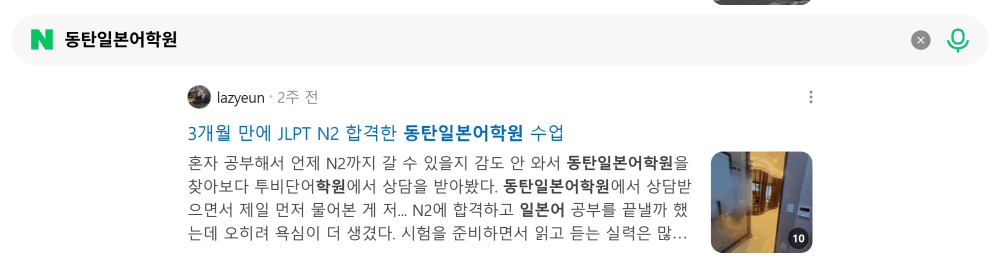 동탄일본어학원
lazyeun · 2주 전
3개월 만에 JLPT N2 합격한 동탄일본어학원 수업
혼자 공부해서 언제 N2까지 갈 수 있을지 감도 안 와서 동탄일본어학원을
찾아보다 투비단어학원에서 상담을 받아봤다. 동탄일본어학원에서 상담받
으면서 제일 먼저 물어본 게 저... N2에 합격하고 일본어 공부를 끝낼까 했
는데 오히려 욕심이 더 생겼다. 시험을 준비하면서 읽고 듣는 실력은 많...
10